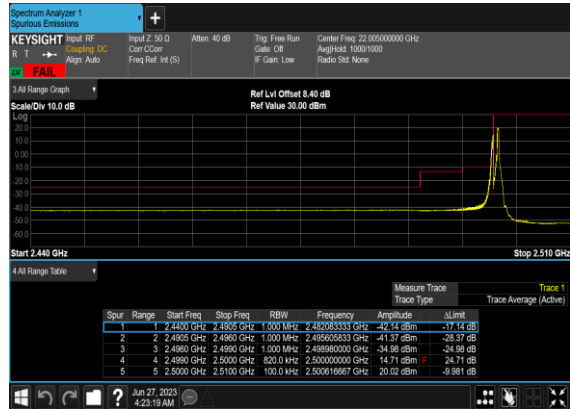 Spectrum Analyzer 1
Spurious Emissions
KEYSIGHT Input: RF Input Z: 50 Ω Atten: 40 dB Trig: Free Run Center Freq: 22.005000000 GHz
R T Coupling: DC Corr CCorr Gate: Off Avg|Hold: 1000/1000
Align: Auto Freq Ref: Int (S) IF Gain: Low Radio Std: None
FAIL
3 All Range Graph
Ref Lvl Offset 8.40 dB
Scale/Div 10.0 dB Ref Value 30.00 dBm
Log
20.0
10.0
0.00
-10.0
-20.0
-30.0
-40.0
-50.0
-60.0
Start 2.440 GHz Stop 2.510 GHz
4 All Range Table
Measure Trace Trace 1
Trace Type Trace Average (Active)
Spur Range Start Freq Stop Freq RBW Frequency Amplitude ΔLimit
1 1 2.4400 GHz 2.4905 GHz 1.000 MHz 2.482083333 GHz -42.14 dBm -17.14 dB
2 2 2.4905 GHz 2.4960 GHz 1.000 MHz 2.495605833 GHz -41.37 dBm -28.37 dB
3 3 2.4960 GHz 2.4990 GHz 1.000 MHz 2.498980000 GHz -34.98 dBm -24.98 dB
4 4 2.4990 GHz 2.5000 GHz 820.0 kHz 2.500000000 GHz 14.71 dBm F 24.71 dB
5 5 2.5000 GHz 2.5100 GHz 100.0 kHz 2.500616667 GHz 20.02 dBm -9.981 dB
Jun 27, 2023
4:23:19 AM